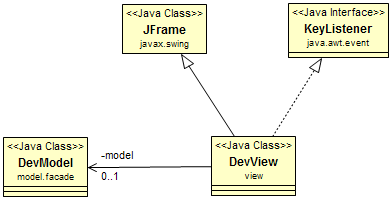 <<Java Class>>
JFrame
javax.swing
<<Java Interface>>
KeyListener
java.awt.event
<<Java Class>>
DevModel
model.facade
-model
0..1
<<Java Class>>
DevView
view